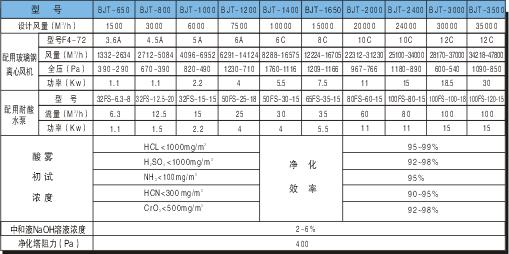 型 号 BJT-650 BJT-800 BJT-1000 BJT-1200 BJT-1400 BJT-1650 BJT-2000 BJT-2400 BJT-3000 BJT-3500
设计风量(M³/h) 1500 3000 6000 7500 10000 15000 20000 24000 30000 35000
配用玻璃钢离心风机 型号F4-72 3.6A 4.5A 5A 6A 6C 8C 10C 10C 12C 12C
风量(M³/h) 1332-2634 2712-5084 4096-6952 6291-14124 8288-16575 12224-16705 22312-31230 25100-34000 28170-37000 34218-47800
全压(Pa) 390-290 670-390 820-490 1230-710 1760-1116 1209-1166 967-766 1180-890 600-540 1090-850
功率(Kw) 1.1 1.1 2.2 4 5.5 7.5 11 15 18.5 30
配用耐酸水泵 型 号 32FS-6.3-8 32FS-12.5-20 32FS-15-15 50FS-25-18 50FS-30-15 65FS-35-15 80FS-60-15 100FS-80-15 100FS-100-18 100FS-120-15
流量(M³/h) 6.3 12.5 15 25 30 35 60 80 100 100
功率(Kw) 1.1 1.5 2.2 4 4 5.5 11 11 15 15
酸雾初试浓度 HCL<1000mg/m³ 净化效率 95-99%
H₂SO₄<1000mg/m³ 92-98%
NH₃<100mg/m³ 95%
HCN<300mg/m³ 90-95%
CrO₃<500mg/m³ 92-98%
中和液NaOH溶液浓度 2-6%
净化塔阻力(Pa) 400